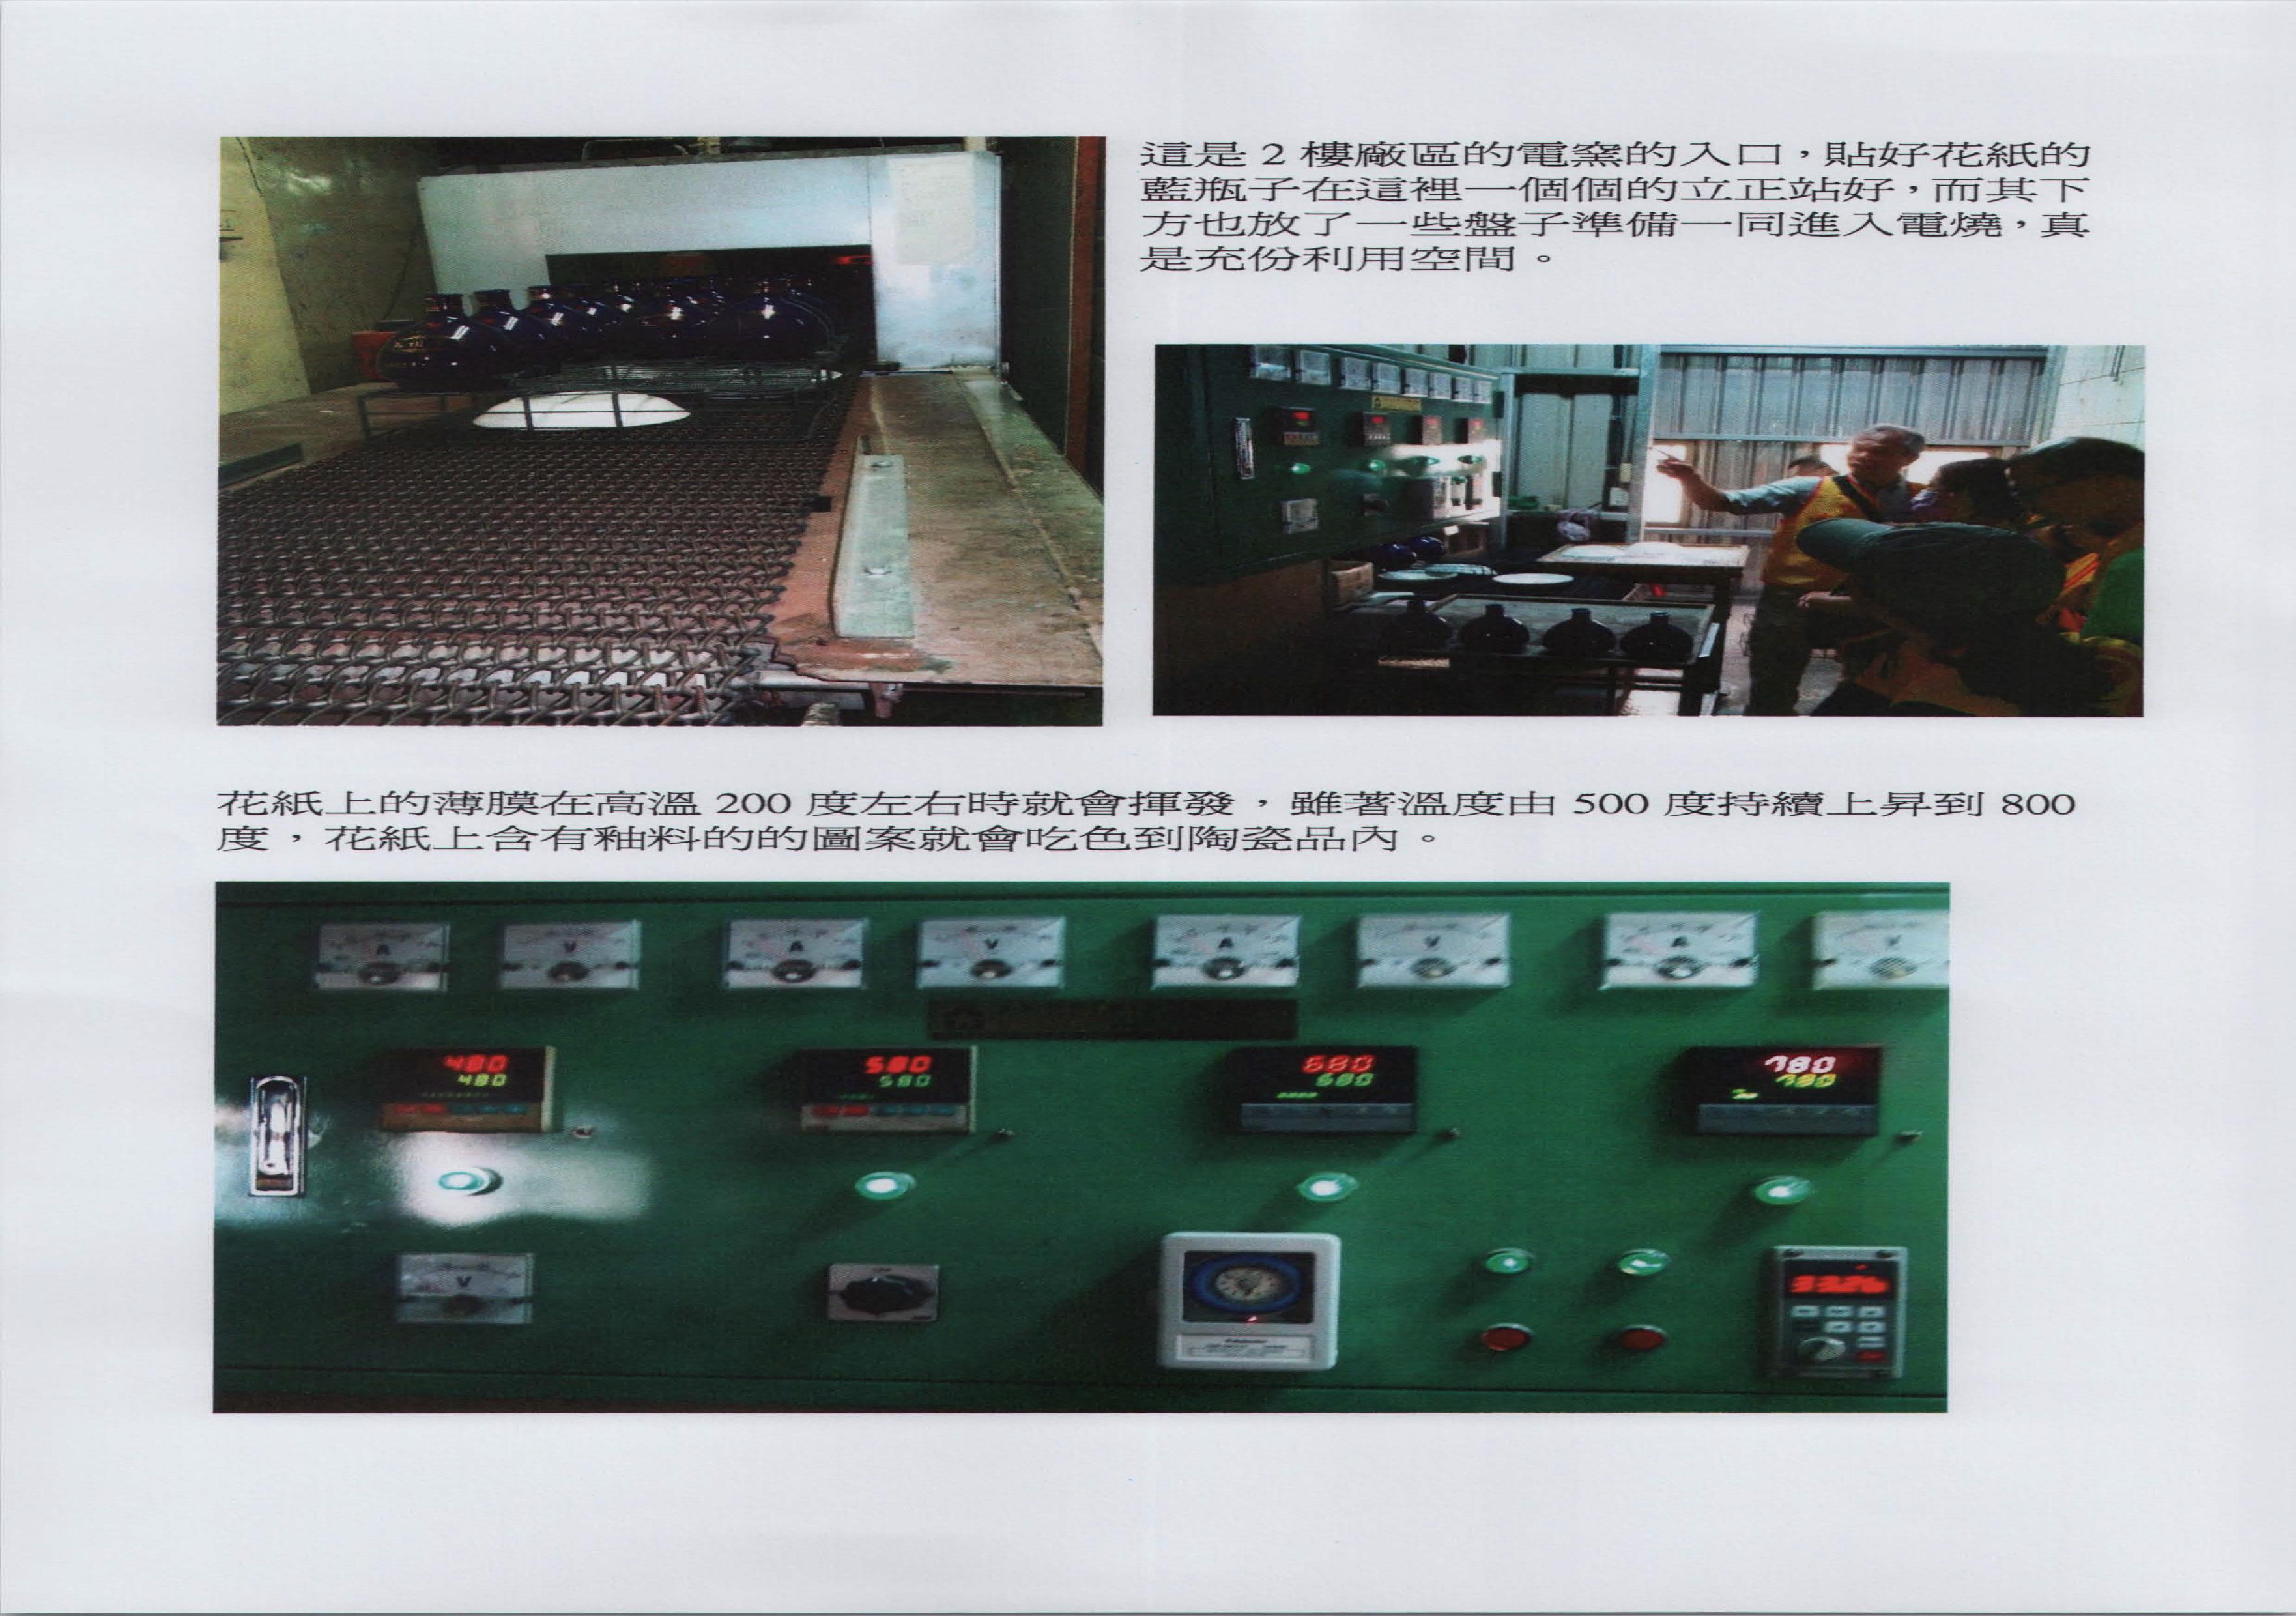 這是 2 樓廠區的電窯的入口，貼好花紙的
藍瓶子在這裡一個個的立正站好，而其下
方也放了一些盤子準備一同進入電燒，真
是充份利用空間。
花紙上的薄膜在高溫 200 度左右時就會揮發，雖著溫度由 500 度持續上昇到 800
度，花紙上含有釉料的的圖案就會吃色到陶瓷品內。
A V A V A V A V
480 580 680 780
480 580 680 780
V